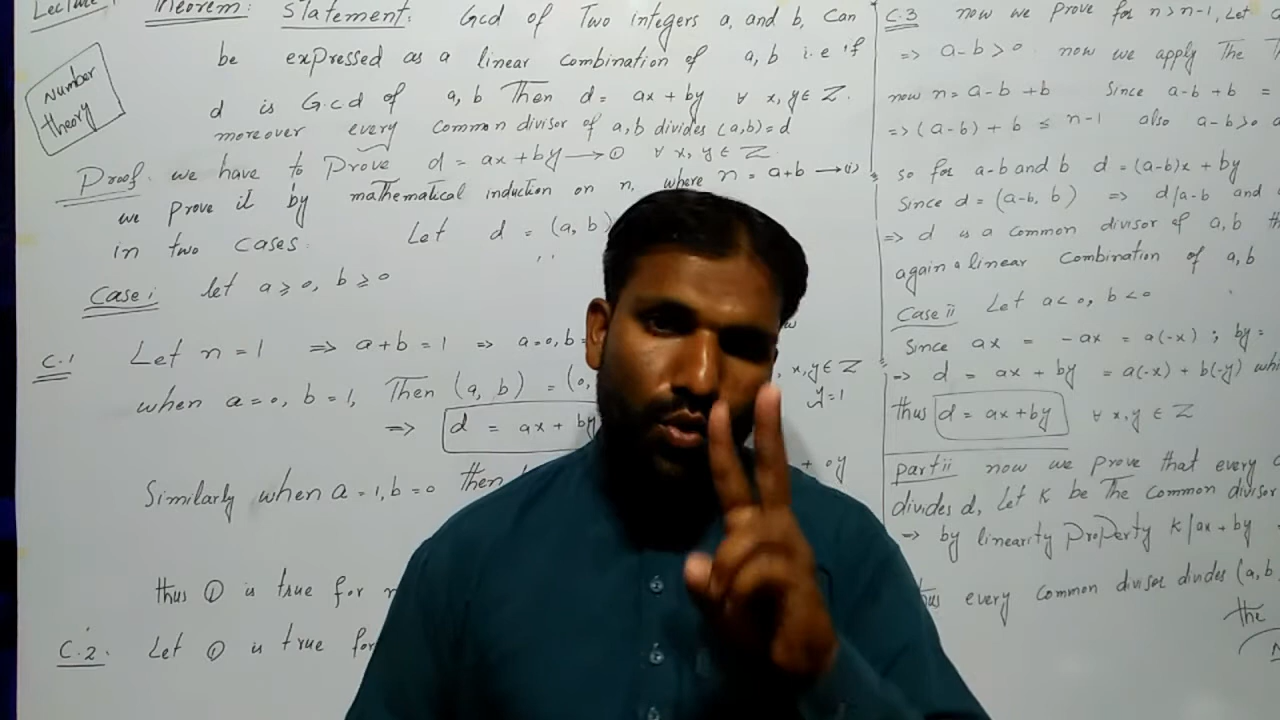 Lecture
Theorem: Statement: Gcd of Two integers a, and b, can
be expressed as a linear combination of a, b i.e if
Number
theory
d is G.c.d of a, b Then d = ax + by ∀ x, y ∈ Z.
moreover every common divisor of a, b divides (a, b) = d
Proof. we have to prove d = ax + by → ① ∀ x, y ∈ Z
we prove it by mathematical induction on n, where n = a+b → (i)
in two cases: Let d = (a, b)
Case i let a ⩾ 0, b ⩾ 0
C.1 Let n = 1 ⇒ a + b = 1 ⇒ a = 0, b =
when a = 0, b = 1, Then (a, b) = (0, x, y ∈ Z
y = 1
⇒ d = ax + by
Similarly when a = 1, b = 0 then + oy
thus ① is true for
C.2. Let ① is true for
C.3 now we prove for n > n-1, Let
⇒ a - b > 0 now we apply The
now n = a - b + b Since a - b + b =
⇒ (a-b) + b ≤ n-1 also a - b > 0
so for a-b and b d = (a-b)x + by
Since d = (a-b, b) ⇒ d/a-b and
⇒ d is a common divisor of a, b
again a linear combination of a, b
Case ii Let a < 0, b < 0
Since ax = -ax = a(-x) ; by =
⇒ d = ax + by = a(-x) + b(-y)
thus d = ax + by ∀ x, y ∈ Z
part ii now we prove that every
divides d, Let K be The common divisor
⇒ by linearity property K/ax + by
every common divisor divides (a, b
the